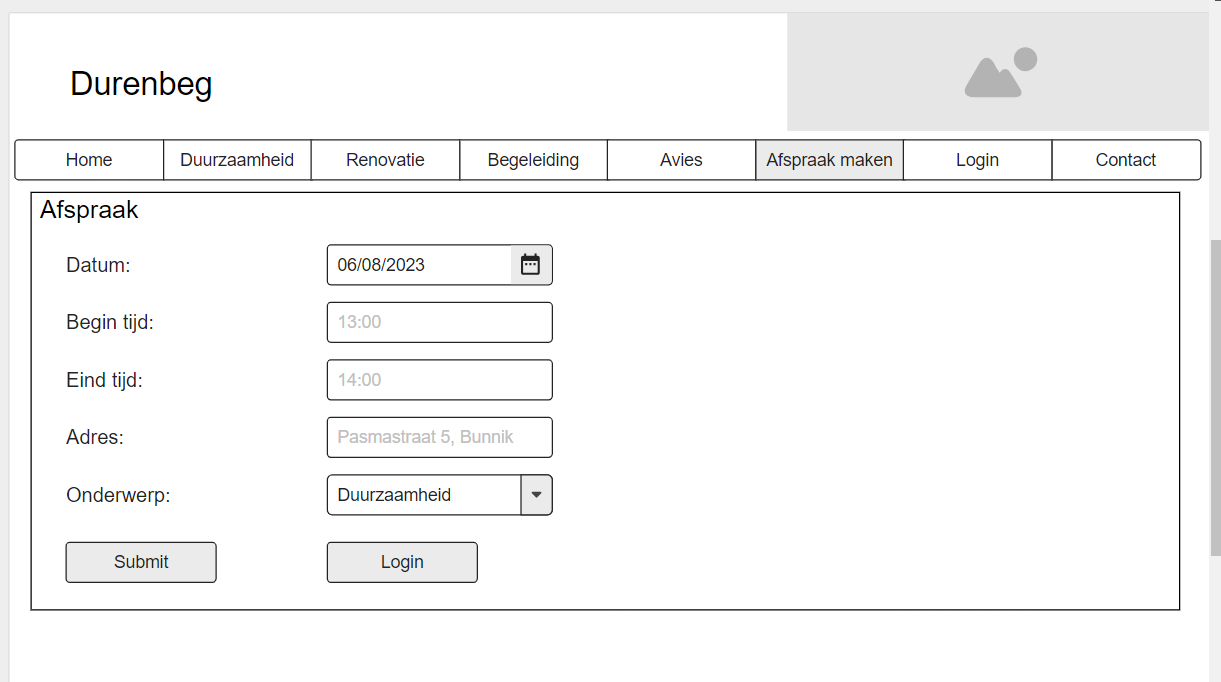 Durenbeg
Home Duurzaamheid Renovatie Begeleiding Avies Afspraak maken Login Contact
Afspraak
Datum: 06/08/2023
Begin tijd: 13:00
Eind tijd: 14:00
Adres: Pasmastraat 5, Bunnik
Onderwerp: Duurzaamheid
Submit Login